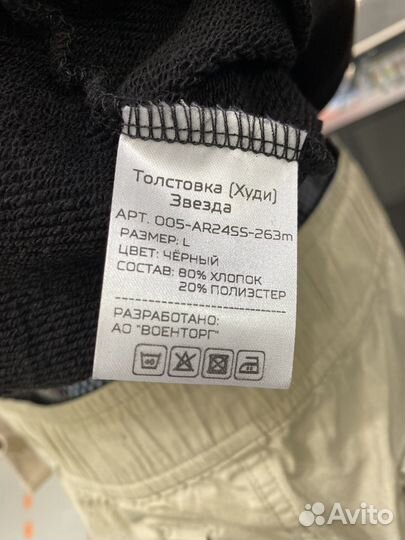 Толстовка (Худи)
Звезда
АРТ. 005-AR24SS-263m
РАЗМЕР: L
ЦВЕТ: ЧЁРНЫЙ
СОСТАВ: 80% ХЛОПОК
20% ПОЛИЭСТЕР
РАЗРАБОТАНО:
АО "ВОЕНТОРГ"
40
Avito